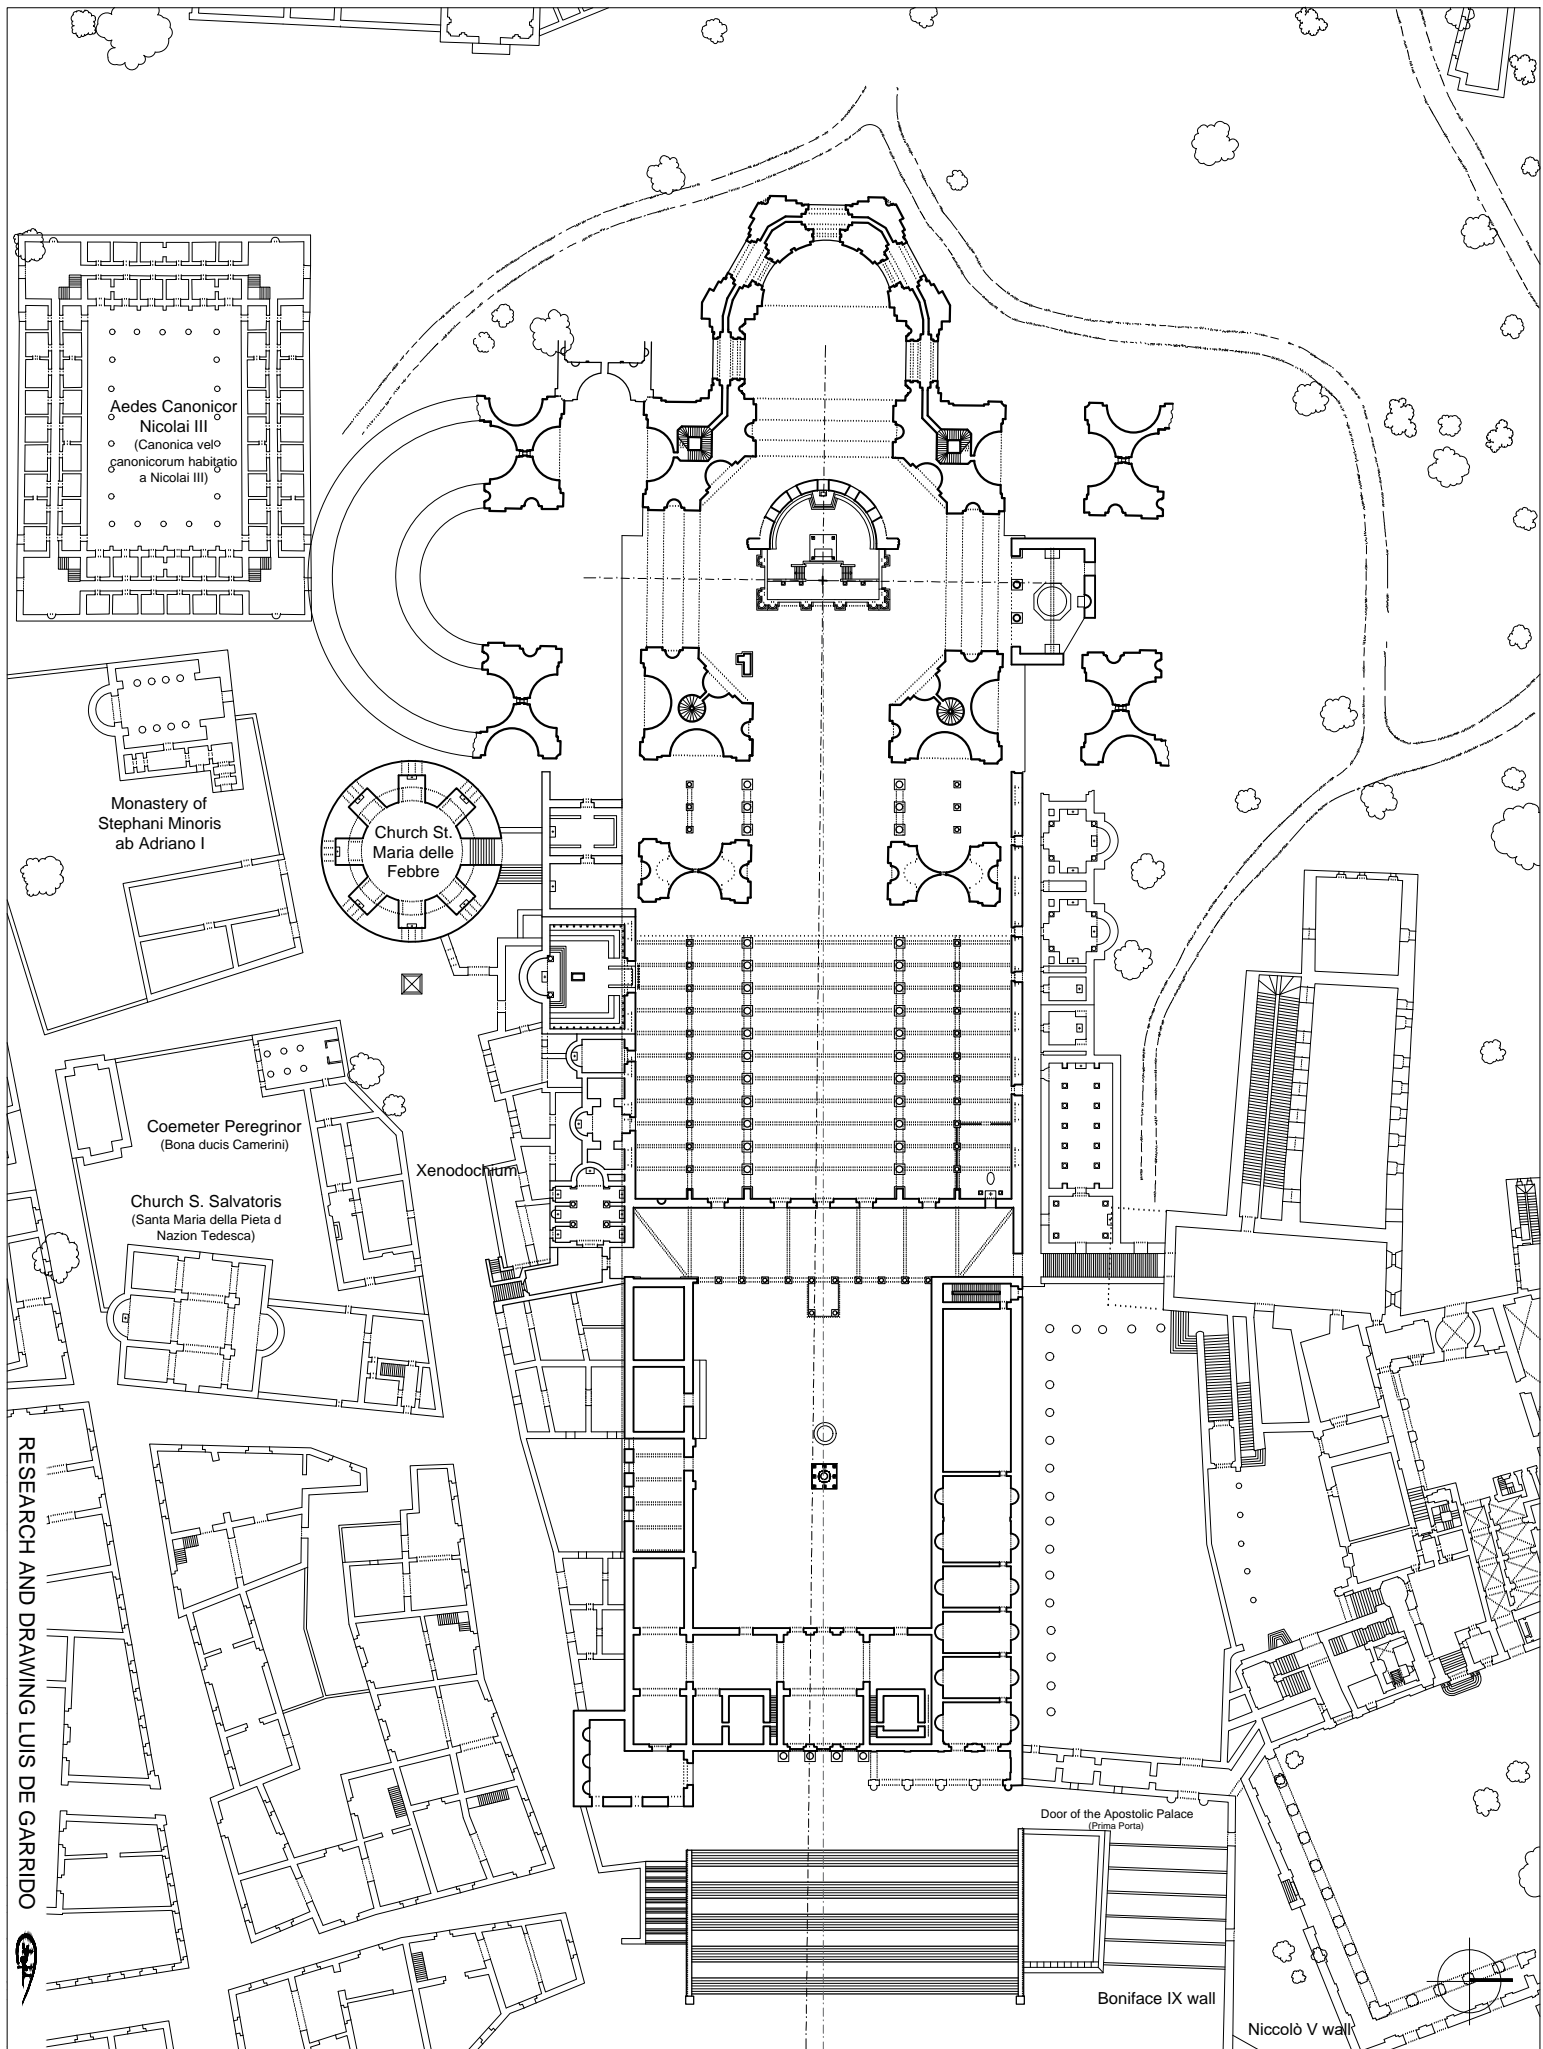 Aedes Canonicor
Nicolai III
(Canonica vel
canonicorum habitatio
a Nicolai III)
Monastery of
Stephani Minoris
ab Adriano I
Church St.
Maria delle
Febbre
Coemeter Peregrinor
(Bona ducis Camerini)
Xenodochium
Church S. Salvatoris
(Santa Maria della Pieta d
Nazion Tedesca)
RESEARCH AND DRAWING LUIS DE GARRIDO
Door of the Apostolic Palace
(Prima Porta)
Boniface IX wall
Niccolò V wall